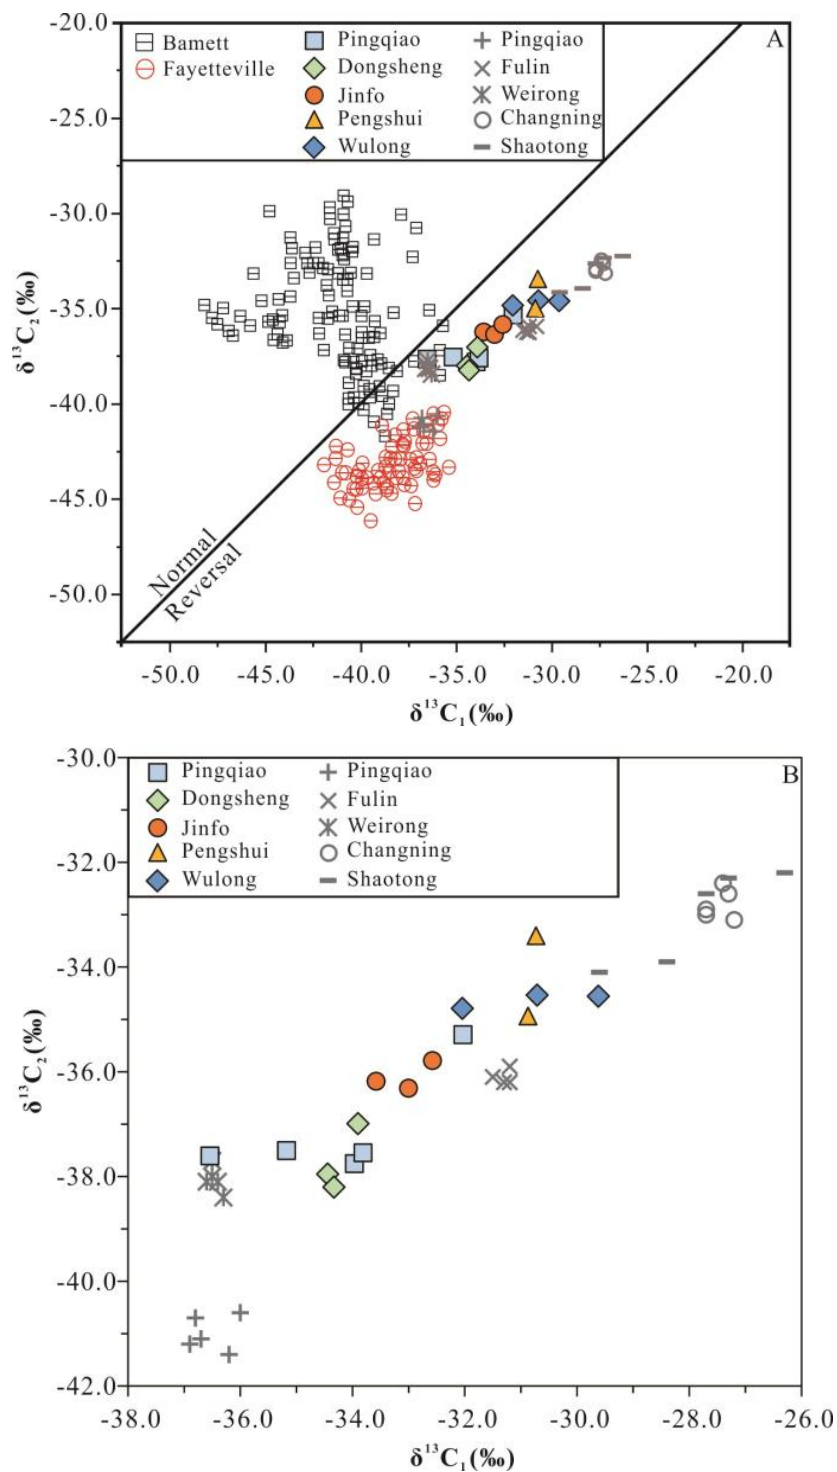 A
Bamett
Fayetteville
Pingqiao
Dongsheng
Jinfo
Pengshui
Wulong
Pingqiao
Fulin
Weirong
Changning
Shaotong
-20.0
-25.0
-30.0
-35.0
-40.0
-45.0
-50.0
δ¹³C₂(‰)
Normal
Reversal
-50.0 -45.0 -40.0 -35.0 -30.0 -25.0 -20.0
δ¹³C₁(‰)
B
Pingqiao
Dongsheng
Jinfo
Pengshui
Wulong
Pingqiao
Fulin
Weirong
Changning
Shaotong
-30.0
-32.0
-34.0
-36.0
-38.0
-40.0
-42.0
δ¹³C₂(‰)
-38.0 -36.0 -34.0 -32.0 -30.0 -28.0 -26.0
δ¹³C₁(‰)